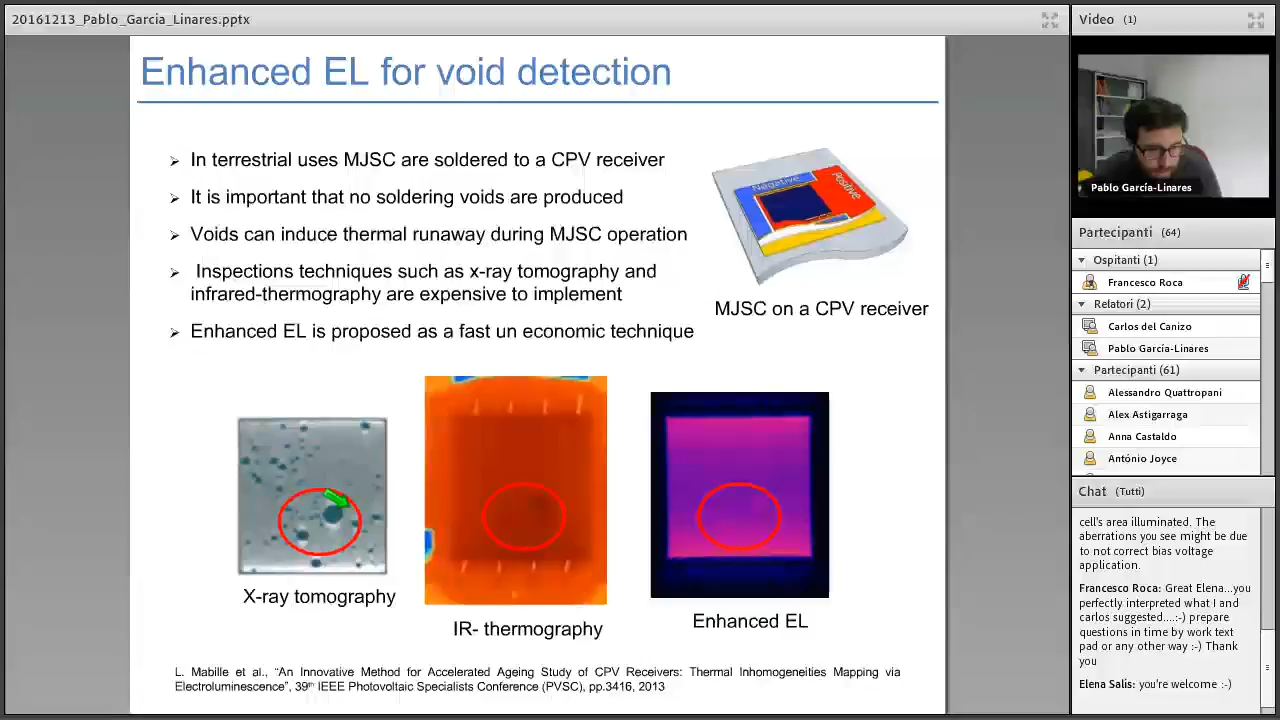 20161213_Pablo_Garcia_Linares.pptx
Enhanced EL for void detection
In terrestrial uses MJSC are soldered to a CPV receiver
It is important that no soldering voids are produced
Voids can induce thermal runaway during MJSC operation
Inspections techniques such as x-ray tomography and
infrared-thermography are expensive to implement
Enhanced EL is proposed as a fast un economic technique
Negative
Positive
MJSC on a CPV receiver
X-ray tomography
IR- thermography
Enhanced EL
L. Mabille et al., “An Innovative Method for Accelerated Ageing Study of CPV Receivers: Thermal Inhomogeneities Mapping via
Electroluminescence”, 39th IEEE Photovoltaic Specialists Conference (PVSC), pp.3416, 2013
Video (1)
Pablo García-Linares
Partecipanti (64)
Ospitanti (1)
Francesco Roca
Relatori (2)
Carlos del Canizo
Pablo García-Linares
Partecipanti (61)
Alessandro Quattropani
Alex Astigarraga
Anna Castaldo
António Joyce
Chat (Tutti)
cell's area illuminated. The
aberrations you see might be due
to not correct bias voltage
application.
Francesco Roca: Great Elena...you
perfectly interpreted what I and
carlos suggested....:-) prepare
questions in time by work text
pad or any other way :-) Thank
you
Elena Salis: you're welcome :-)